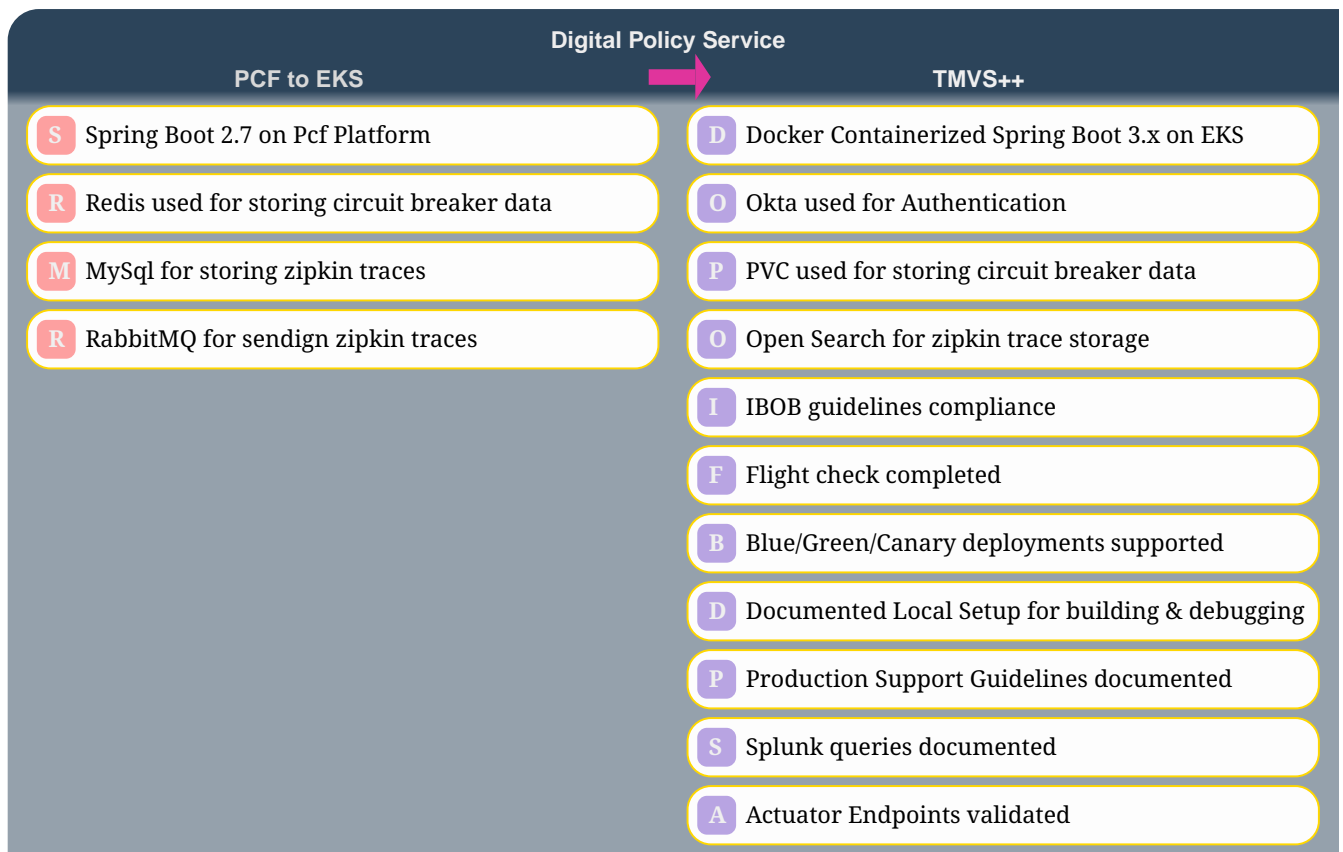 Digital Policy Service
PCF to EKS
TMVS++
S Spring Boot 2.7 on Pcf Platform
R Redis used for storing circuit breaker data
M MySql for storing zipkin traces
R RabbitMQ for sendign zipkin traces
D Docker Containerized Spring Boot 3.x on EKS
O Okta used for Authentication
P PVC used for storing circuit breaker data
O Open Search for zipkin trace storage
I IBOB guidelines compliance
F Flight check completed
B Blue/Green/Canary deployments supported
D Documented Local Setup for building & debugging
P Production Support Guidelines documented
S Splunk queries documented
A Actuator Endpoints validated